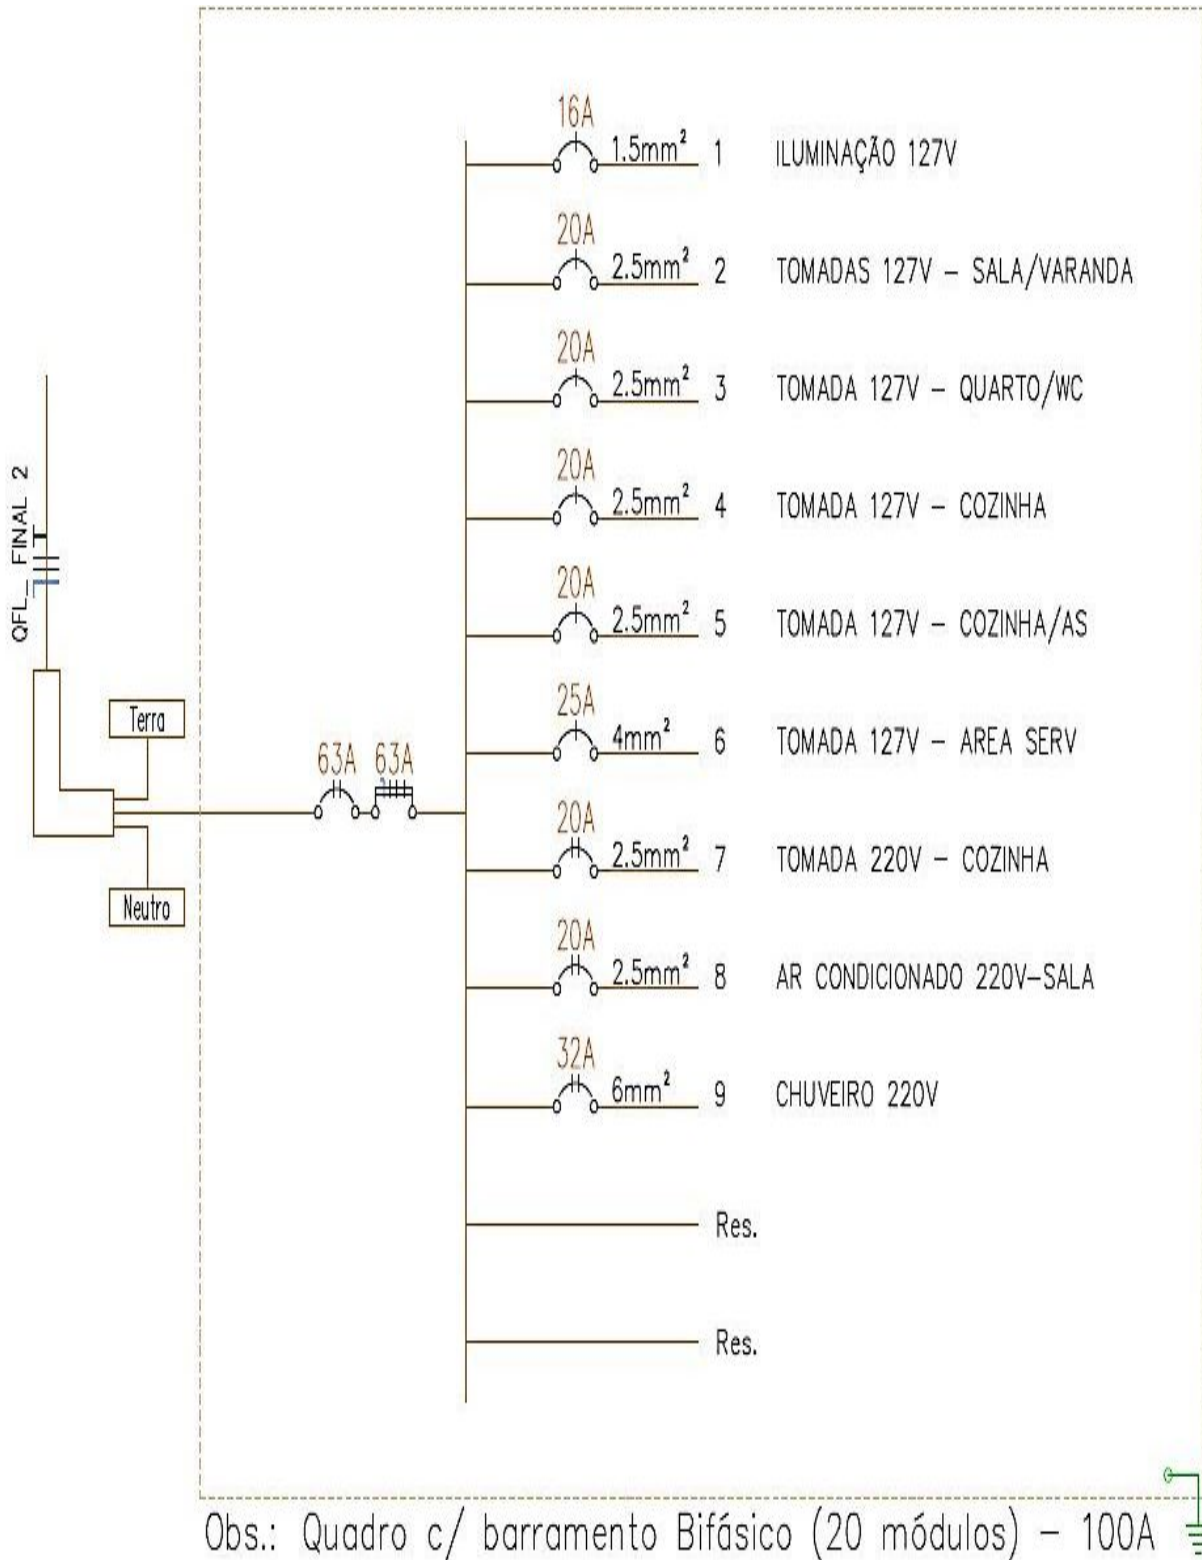 16A
1.5mm² 1 ILUMINAÇÃO 127V
20A
2.5mm² 2 TOMADAS 127V - SALA/VARANDA
20A
2.5mm² 3 TOMADA 127V - QUARTO/WC
20A
2.5mm² 4 TOMADA 127V - COZINHA
20A
2.5mm² 5 TOMADA 127V - COZINHA/AS
25A
4mm² 6 TOMADA 127V - AREA SERV
20A
2.5mm² 7 TOMADA 220V - COZINHA
20A
2.5mm² 8 AR CONDICIONADO 220V-SALA
32A
6mm² 9 CHUVEIRO 220V
Res.
Res.
QFL_ FINAL 2
Terra
Neutro
63A 63A
Obs.: Quadro c/ barramento Bifásico (20 módulos) - 100A